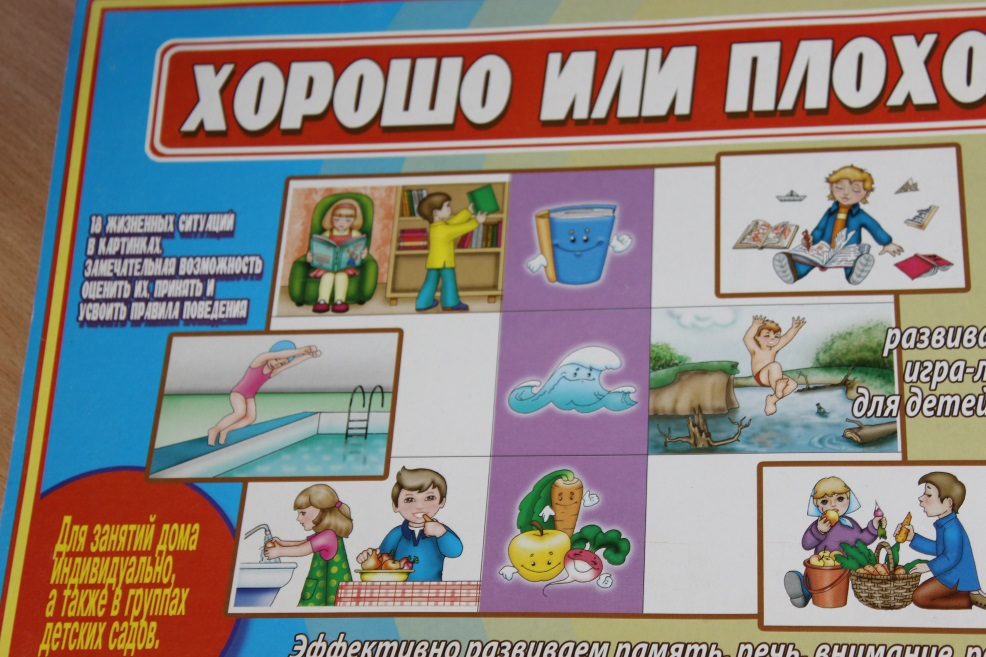 ХОРОШО ИЛИ ПЛОХО
18 ЖИЗНЕННЫХ СИТУАЦИЙ
В КАРТИНКАХ.
ЗАМЕЧАТЕЛЬНАЯ ВОЗМОЖНОСТЬ
ОЦЕНИТЬ ИХ, ПРИНЯТЬ И
УСВОИТЬ ПРАВИЛА ПОВЕДЕНИЯ
развива
игра-л
для детей
Для занятий дома
индивидуально,
а также в группах
детских садов.
Эффективно развиваем память, речь, внимание, ра